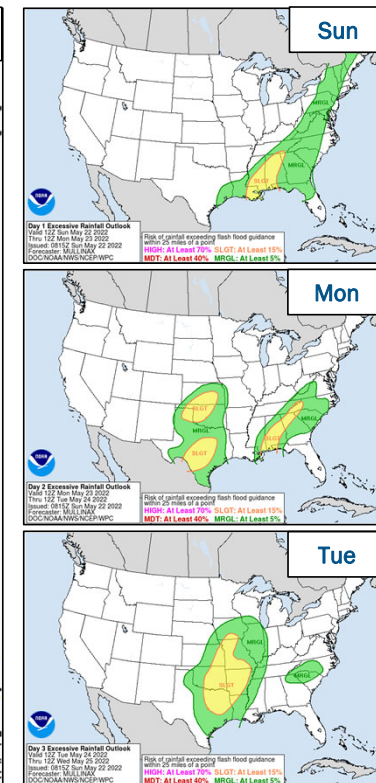 Sun
MRGL
MRGL
SLGT
NOAA
Day 1 Excessive Rainfall Outlook
Valid 12Z Sun May 22 2022
Thru 12Z Mon May 23 2022
Issued: 0815Z Sun May 22 2022
Forecaster: MULLINAX
DOC/NOAA/NWS/NCEP/WPC
Risk of rainfall exceeding flash flood guidance
within 25 miles of a point
HIGH: At Least 70% SLGT: At Least 15%
MDT: At Least 40% MRGL: At Least 5%
Mon
SLGT
MRGL
MRGL
SLGT
SLGT
NOAA
Day 2 Excessive Rainfall Outlook
Valid 12Z Mon May 23 2022
Thru 12Z Tue May 24 2022
Issued: 0815Z Sun May 22 2022
Forecaster: MULLINAX
DOC/NOAA/NWS/NCEP/WPC
Risk of rainfall exceeding flash flood guidance
within 25 miles of a point
HIGH: At Least 70% SLGT: At Least 15%
MDT: At Least 40% MRGL: At Least 5%
Tue
MRGL
MRGL
SLGT
NOAA
Day 3 Excessive Rainfall Outlook
Valid 12Z Tue May 24 2022
Thru 12Z Wed May 25 2022
Issued: 0815Z Sun May 22 2022
Forecaster: MULLINAX
DOC/NOAA/NWS/NCEP/WPC
Risk of rainfall exceeding flash flood guidance
within 25 miles of a point
HIGH: At Least 70% SLGT: At Least 15%
MDT: At Least 40% MRGL: At Least 5%